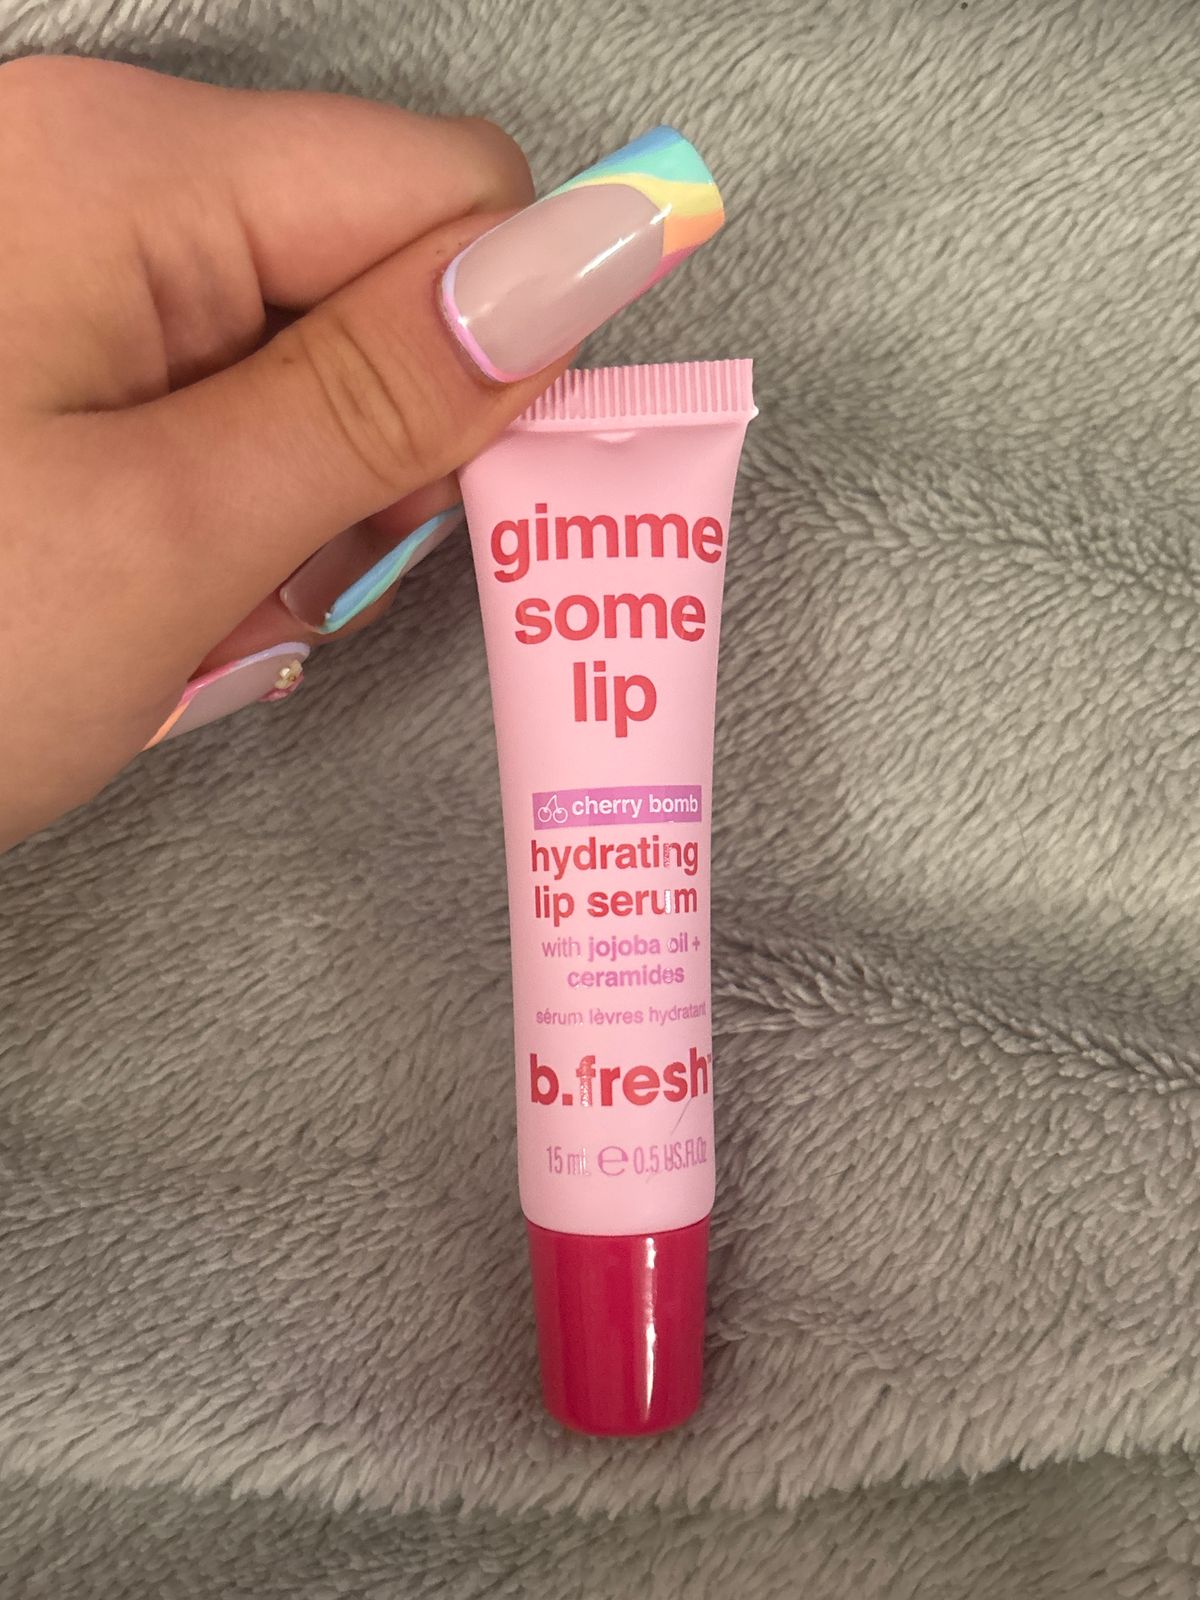 gimme
some
lip
cherry bomb
hydrating
lip serum
with jojoba oil +
ceramides
sérum lèvres hydratant
b.fresh™
15 mL ℮ 0.5 US.Fl.Oz